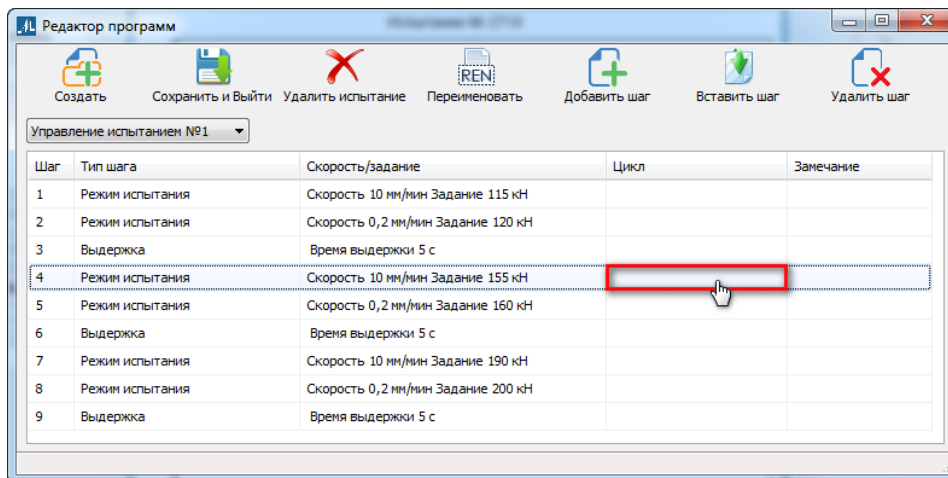 Редактор программ
Создать Сохранить и Выйти Удалить испытание Переименовать Добавить шаг Вставить шаг Удалить шаг
REN
Управление испытанием №1
Шаг Тип шага Скорость/задание Цикл Замечание
1 Режим испытания Скорость 10 мм/мин Задание 115 кН
2 Режим испытания Скорость 0,2 мм/мин Задание 120 кН
3 Выдержка Время выдержки 5 с
4 Режим испытания Скорость 10 мм/мин Задание 155 кН
5 Режим испытания Скорость 0,2 мм/мин Задание 160 кН
6 Выдержка Время выдержки 5 с
7 Режим испытания Скорость 10 мм/мин Задание 190 кН
8 Режим испытания Скорость 0,2 мм/мин Задание 200 кН
9 Выдержка Время выдержки 5 с